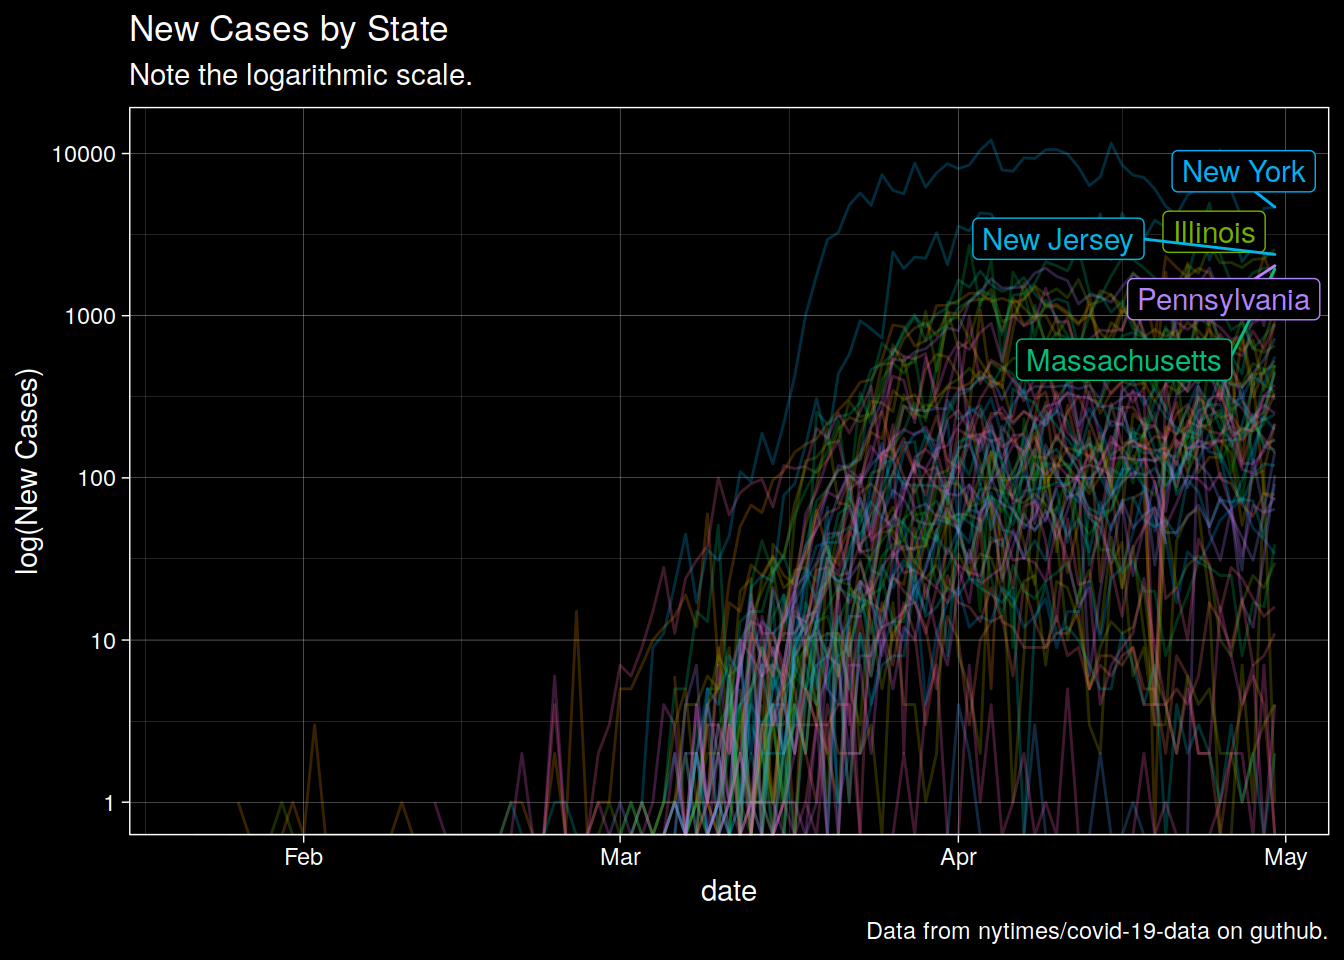 New Cases by State
Note the logarithmic scale.
10000
1000
100
10
1
log(New Cases)
New York
Illinois
New Jersey
Pennsylvania
Massachusetts
Feb
Mar
Apr
May
date
Data from nytimes/covid-19-data on guthub.